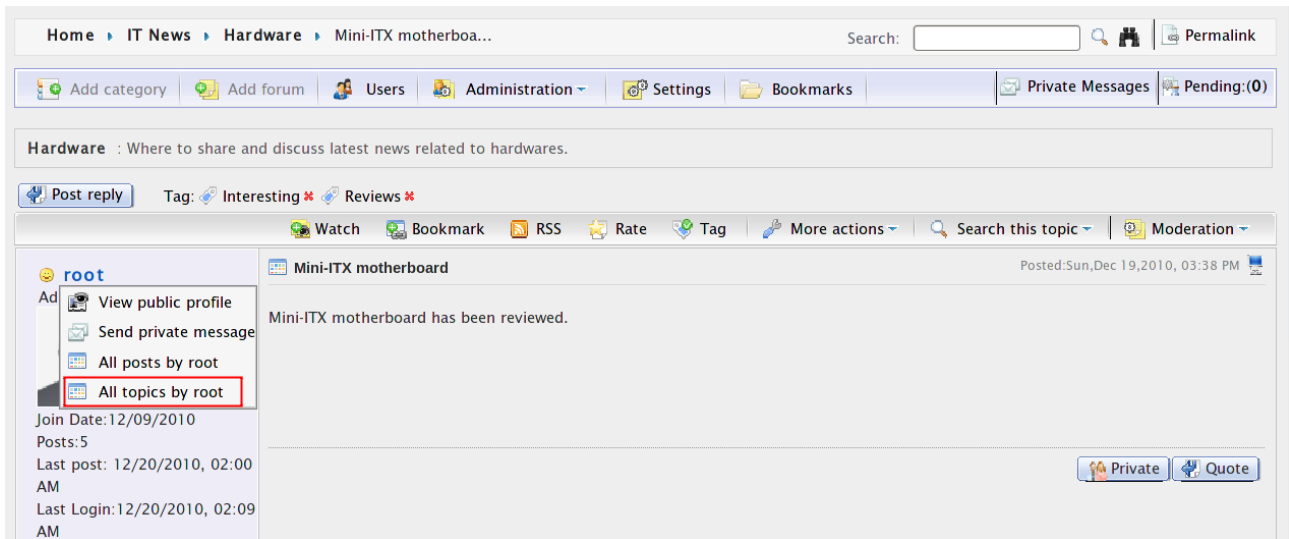 Home IT News Hardware Mini-ITX motherboa... Search: Permalink
Add category Add forum Users Administration Settings Bookmarks Private Messages Pending:(0)
Hardware : Where to share and discuss latest news related to hardwares.
Post reply Tag: Interesting Reviews
Watch Bookmark RSS Rate Tag More actions Search this topic Moderation
root Mini-ITX motherboard Posted:Sun,Dec 19,2010, 03:38 PM
Ad
View public profile
Mini-ITX motherboard has been reviewed.
Send private message
All posts by root
All topics by root
Join Date:12/09/2010
Posts:5
Last post: 12/20/2010, 02:00
AM
Private Quote
Last Login:12/20/2010, 02:09
AM